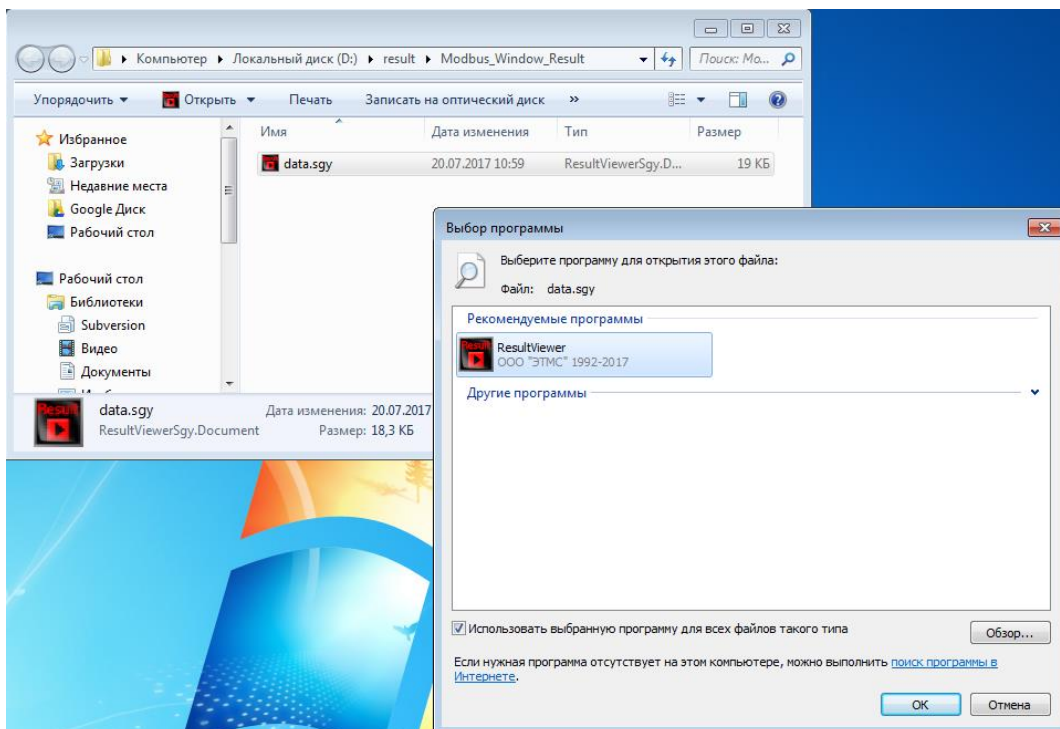 Компьютер ▸ Локальный диск (D:) ▸ result ▸ Modbus_Window_Result
Поиск: Mo...
Упорядочить Открыть Печать Записать на оптический диск »
Избранное
Загрузки
Недавние места
Google Диск
Рабочий стол
Рабочий стол
Библиотеки
Subversion
Видео
Документы
Имя Дата изменения Тип Размер
data.sgy 20.07.2017 10:59 ResultViewerSgy.D... 19 КБ
Result
data.sgy Дата изменения: 20.07.2017
ResultViewerSgy.Document Размер: 18,3 КБ
Выбор программы
Выберите программу для открытия этого файла:
Файл: data.sgy
Рекомендуемые программы
Result
ResultViewer
ООО "ЭТМС" 1992-2017
Другие программы
Использовать выбранную программу для всех файлов такого типа
Обзор...
Если нужная программа отсутствует на этом компьютере, можно выполнить поиск программы в
Интернете.
ОК Отмена